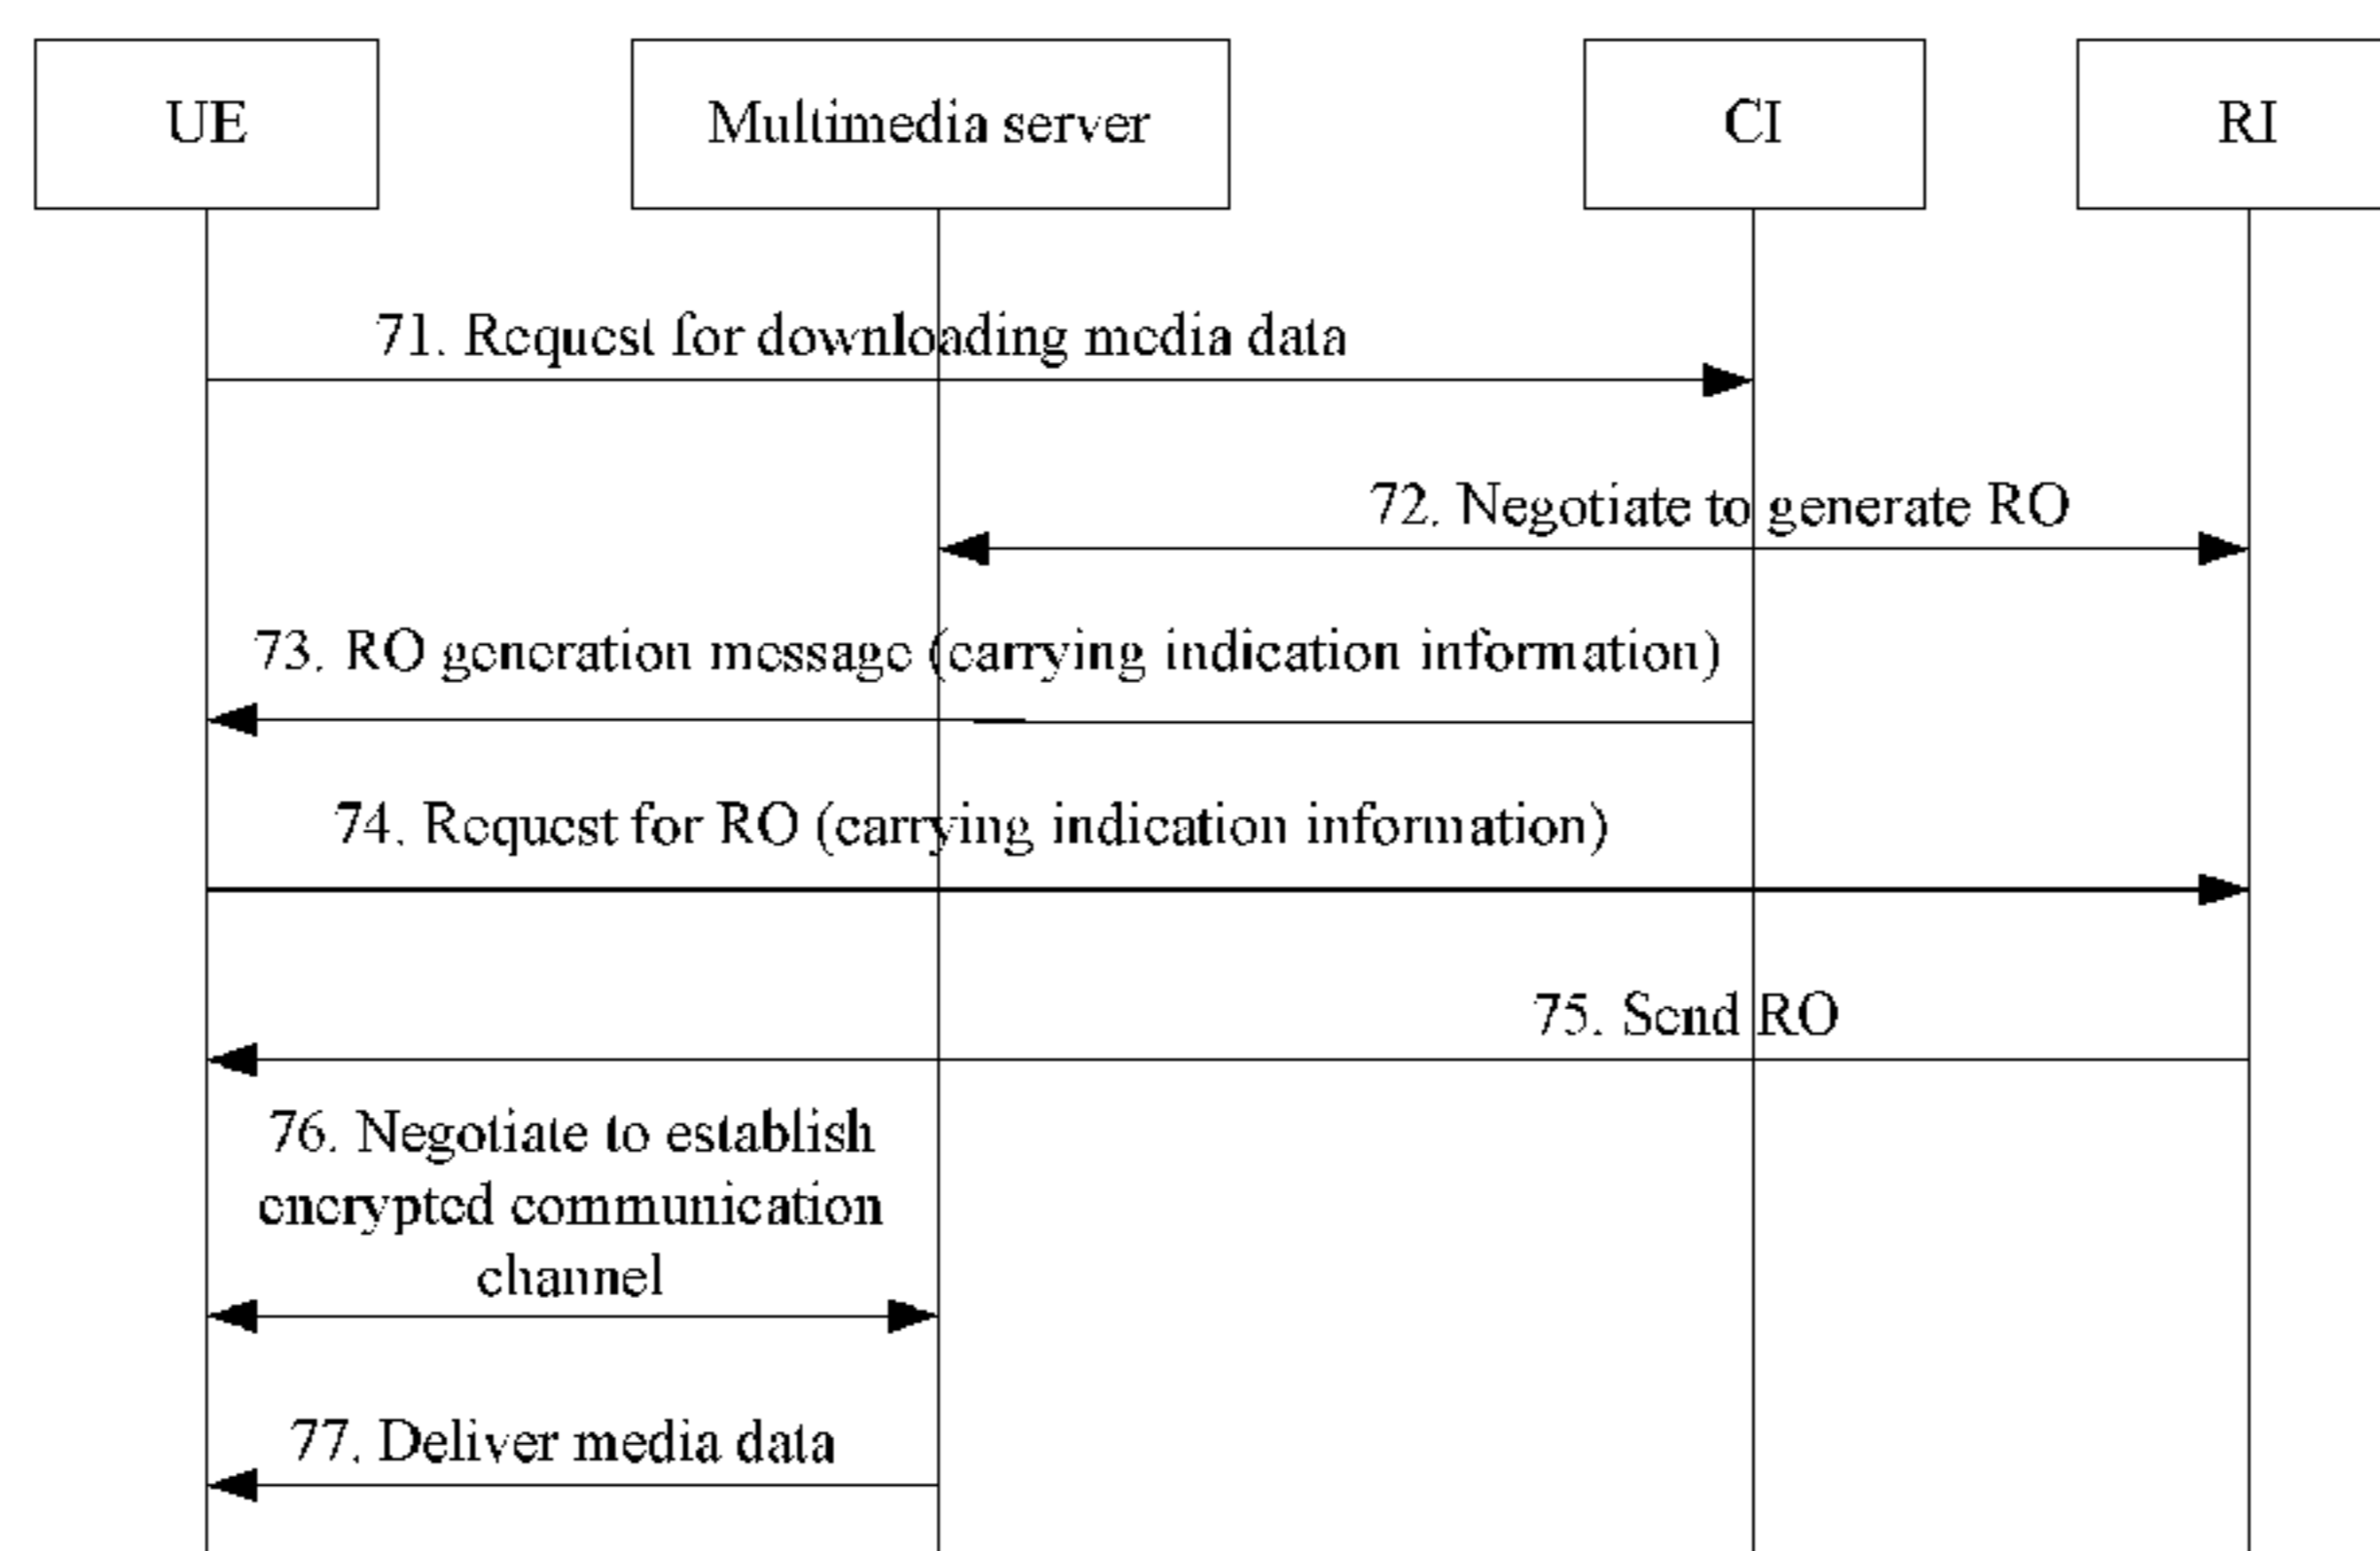 UE
Multimedia server
CI
RI
71. Request for downloading media data
72. Negotiate to generate RO
73. RO generation message (carrying indication information)
74. Request for RO (carrying indication information)
75. Send RO
76. Negotiate to establish
encrypted communication
channel
77. Deliver media data